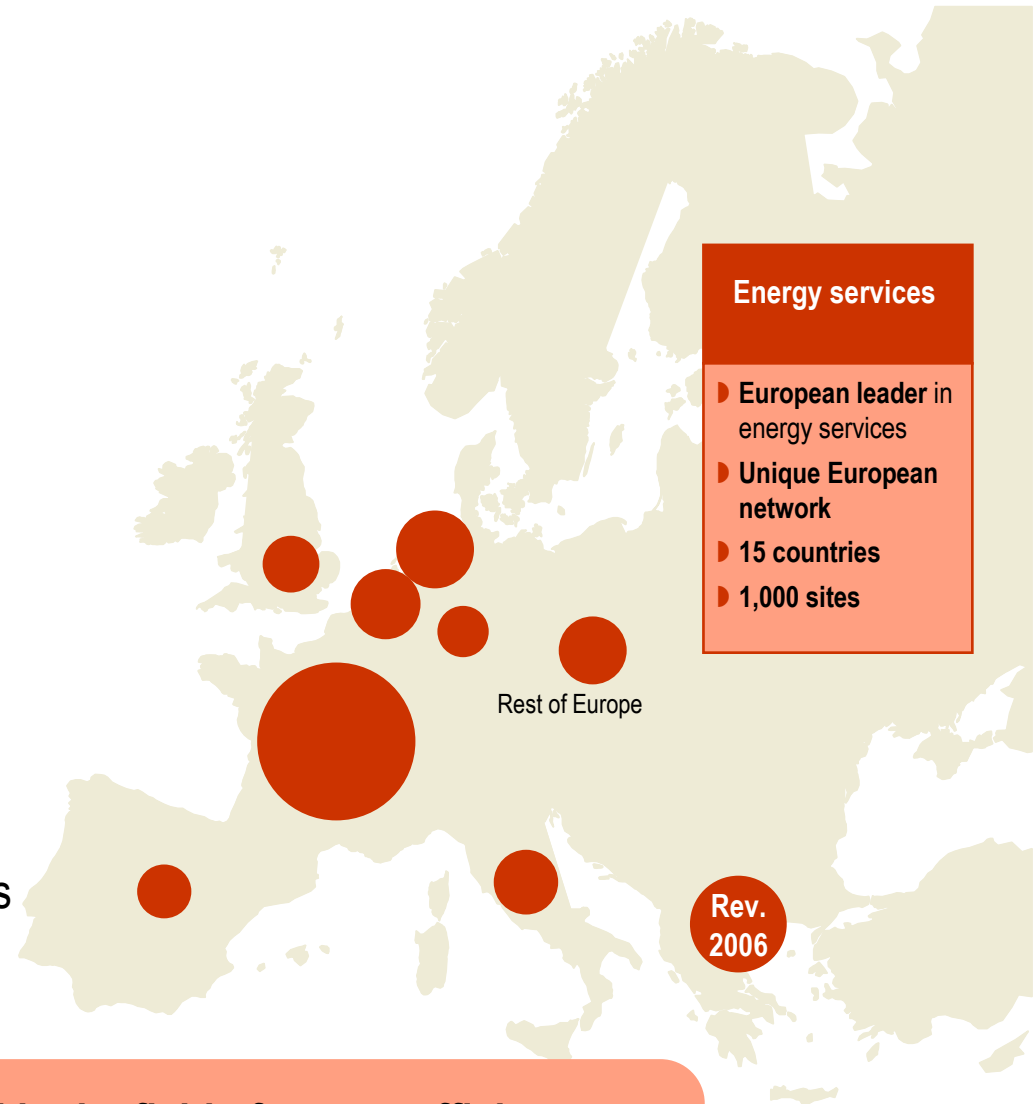 Energy services
European leader in
energy services
Unique European
network
15 countries
1,000 sites
Rest of Europe
s
Rev.
2006